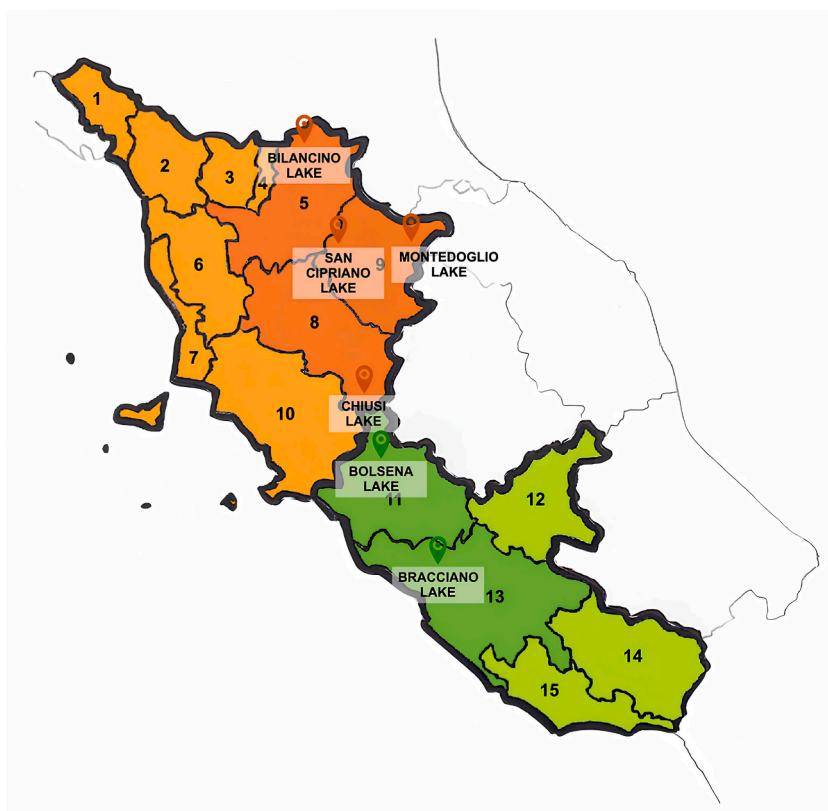 1
2
3
4
BILANCINO
LAKE
5
6
SAN
CIPRIANO
LAKE
9
MONTEDOGLIO
LAKE
7
8
10
CHIUSI
LAKE
BOLSENA
LAKE
11
12
BRACCIANO
LAKE
13
14
15